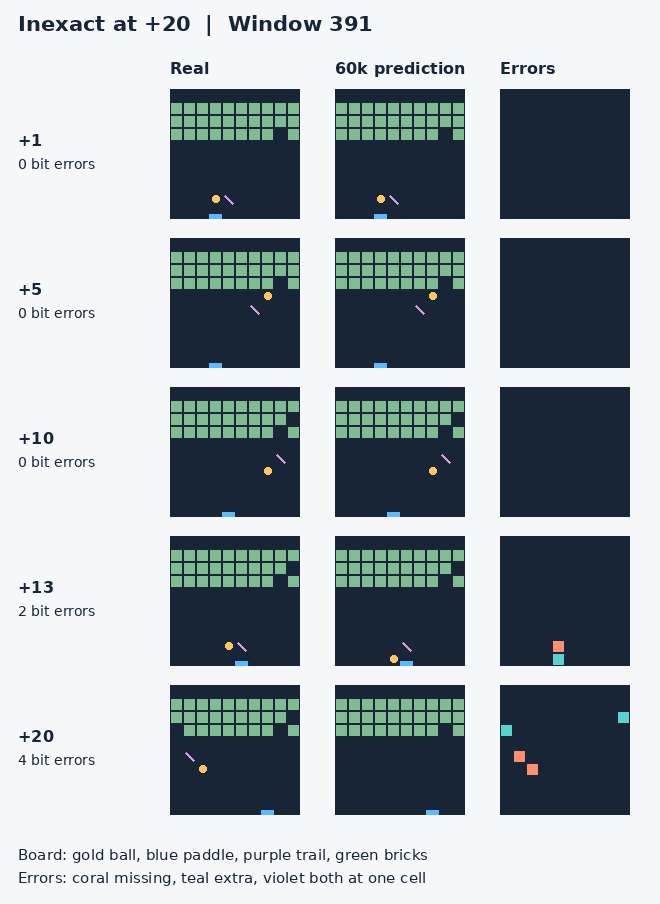 Inexact at +20 | Window 391
Real 60k prediction Errors
+1
0 bit errors
+5
0 bit errors
+10
0 bit errors
+13
2 bit errors
+20
4 bit errors
Board: gold ball, blue paddle, purple trail, green bricks
Errors: coral missing, teal extra, violet both at one cell